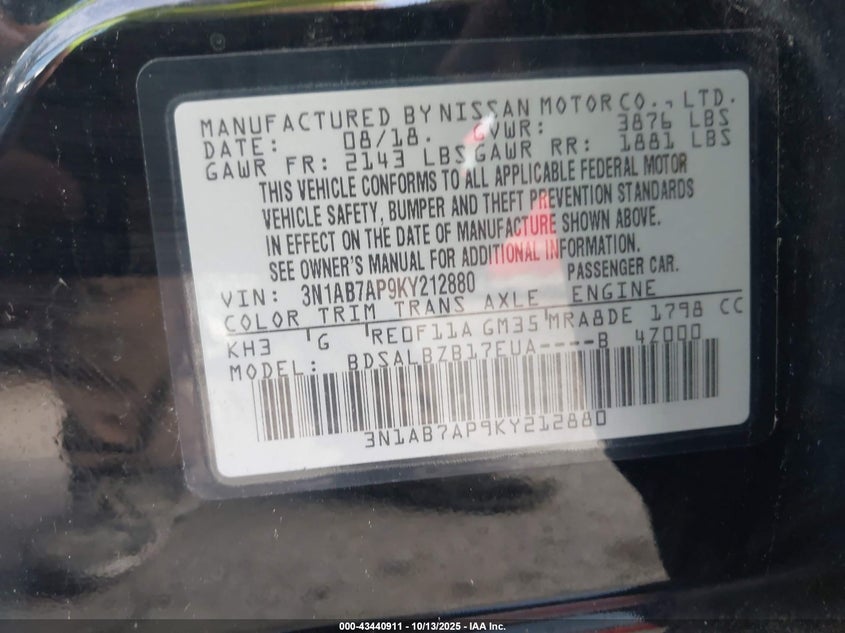 MANUFACTURED BY NISSAN MOTOR CO., LTD.
DATE: 08/18. GVWR: 3876 LBS
GAWR FR: 2143 LBS GAWR RR: 1881 LBS
THIS VEHICLE CONFORMS TO ALL APPLICABLE FEDERAL MOTOR
VEHICLE SAFETY, BUMPER AND THEFT PREVENTION STANDARDS
IN EFFECT ON THE DATE OF MANUFACTURE SHOWN ABOVE.
SEE OWNER'S MANUAL FOR ADDITIONAL INFORMATION.
VIN: 3N1AB7AP9KY212880 PASSENGER CAR.
COLOR TRIM TRANS AXLE ENGINE
KH3 G RE0F11A GM35 MRA8DE 1798 CC
MODEL: BDSALBZB17EUA----B 4Z000
3N1AB7AP9KY212880
000-43440911 - 10/13/2025 - IAA Inc.